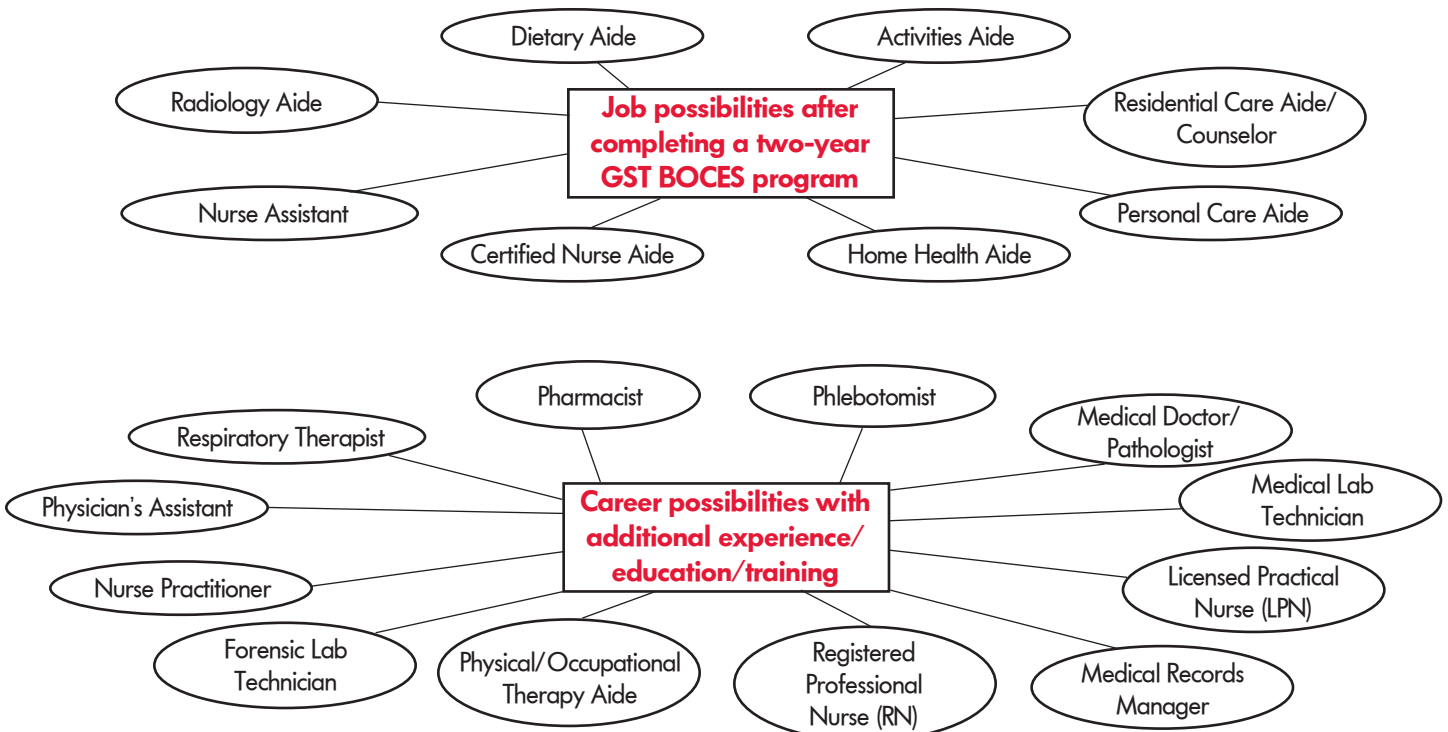 Dietary Aide
Activities Aide
Radiology Aide
Job possibilities after
completing a two-year
GST BOCES program
Residential Care Aide/
Counselor
Nurse Assistant
Personal Care Aide
Certified Nurse Aide
Home Health Aide
Pharmacist
Phlebotomist
Respiratory Therapist
Medical Doctor/
Pathologist
Physician's Assistant
Career possibilities with
additional experience/
education/training
Medical Lab
Technician
Nurse Practitioner
Licensed Practical
Nurse (LPN)
Forensic Lab
Technician
Physical/Occupational
Therapy Aide
Registered
Professional
Nurse (RN)
Medical Records
Manager